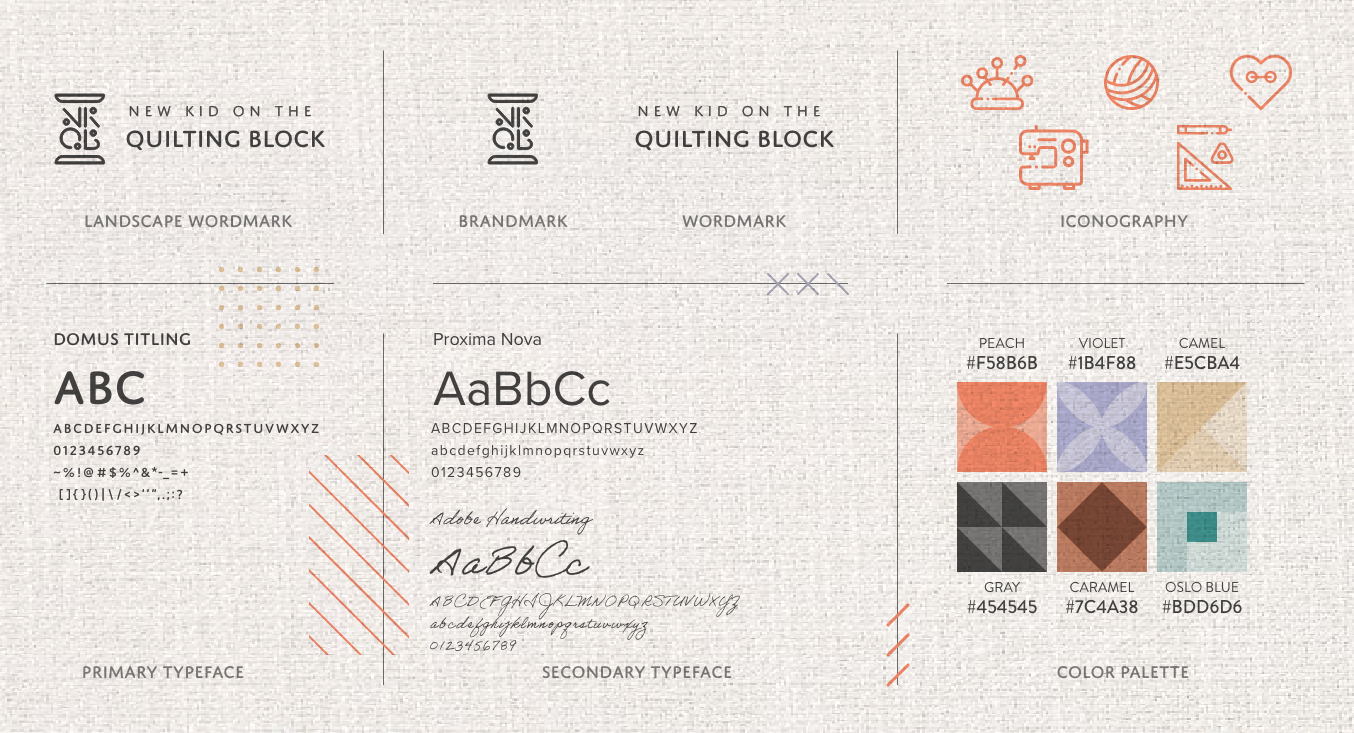 NEW KID ON THE
QUILTING BLOCK
LANDSCAPE WORDMARK
NKQB
BRANDMARK
NEW KID ON THE
QUILTING BLOCK
WORDMARK
ICONOGRAPHY
DOMUS TITLING
ABC
ABCDEFGHIJKLMNOPQRSTUVWXYZ
0123456789
~%!@#$%^&*-_=+
[]{}()|\/<>‘’”,.;:?
PRIMARY TYPEFACE
Proxima Nova
AaBbCc
ABCDEFGHIJKLMNOPQRSTUVWXYZ
abcdefghijklmnopqrstuvwxyz
0123456789
Adobe Handwriting
AaBbCc
ABCDEFGHIJKLMNOPQRSTUVWXYZ
abcdefghijklmnopqrstuvwxyz
0123456789
SECONDARY TYPEFACE
PEACH
#F58B6B
VIOLET
#1B4F88
CAMEL
#E5CBA4
GRAY
#454545
CARAMEL
#7C4A38
OSLO BLUE
#BDD6D6
COLOR PALETTE